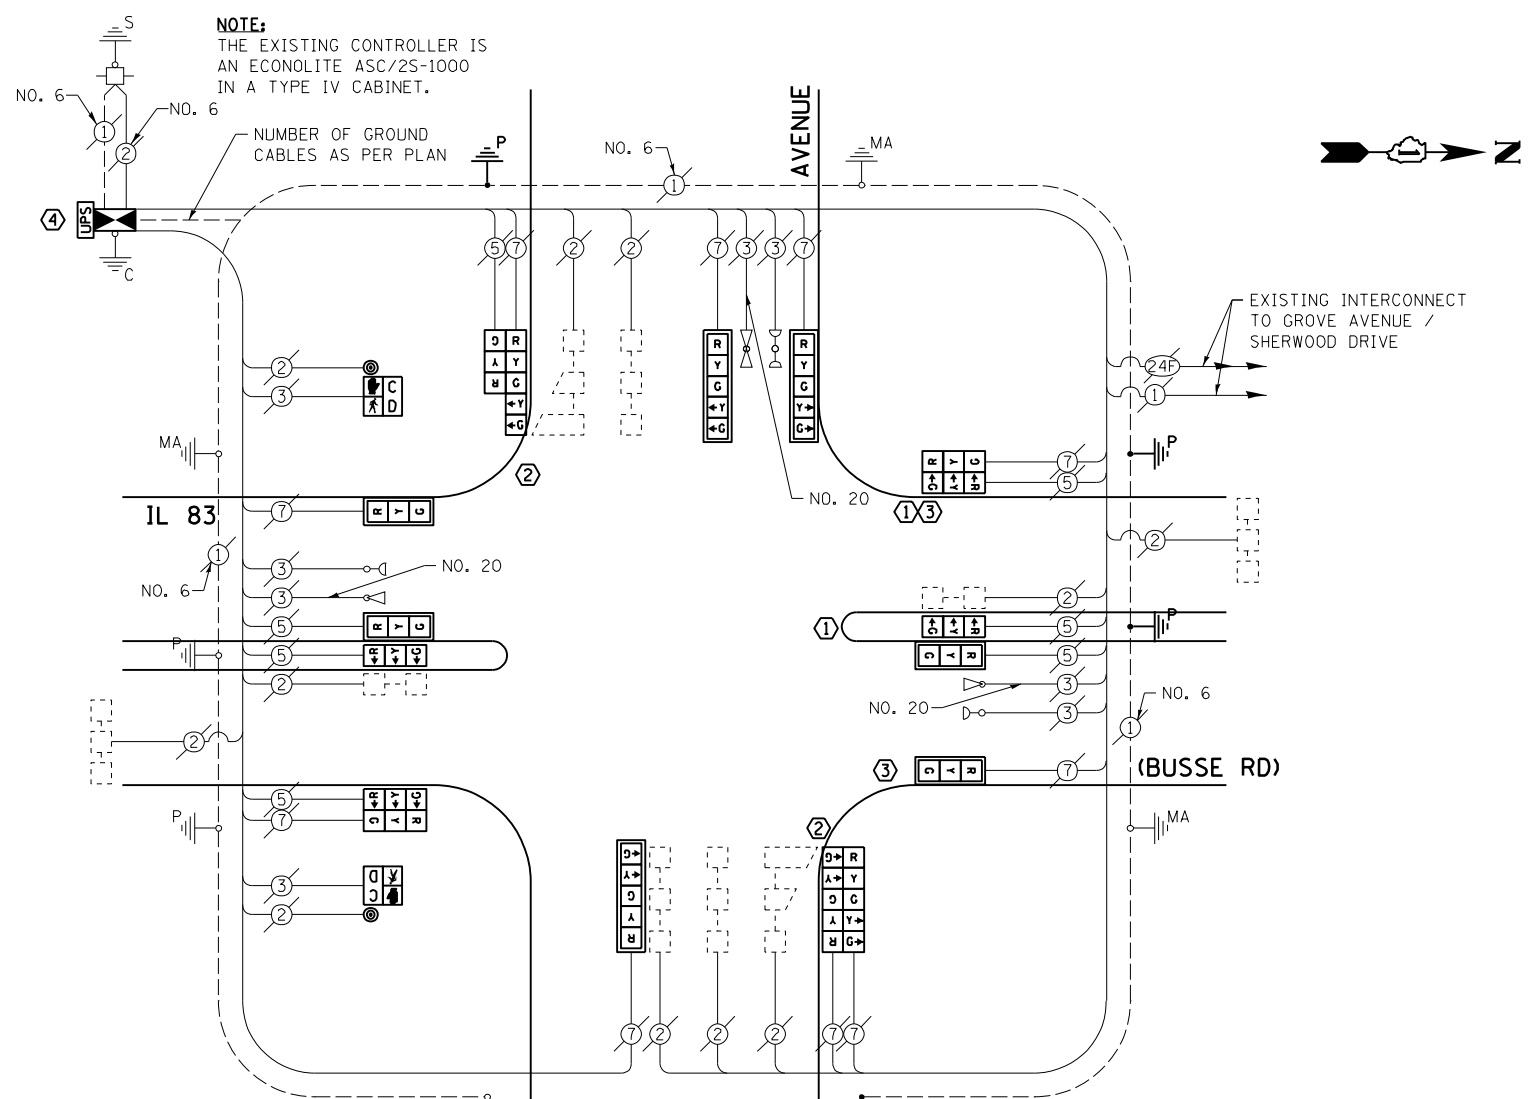 S
NOTE:
THE EXISTING CONTROLLER IS
AN ECONOLITE ASC/2S-1000
IN A TYPE IV CABINET.
NO. 6
NO. 6
1
2
NUMBER OF GROUND
CABLES AS PER PLAN
P
NO. 6
1
AVENUE
MA
N
4
UPS
C
5
7
2
2
7
3
3
7
EXISTING INTERCONNECT
TO GROVE AVENUE /
SHERWOOD DRIVE
24F
1
R Y G
R Y G Y G
R Y G Y G
R Y G Y G
2
3
C
D
MA
P
7
5
R Y G
G Y R
2
NO. 20
1 3
IL 83
7
R Y G
1
NO. 6
2
3
NO. 20
3
2
5
R Y G
1
G Y R
5
P
P
5
R Y G
G Y R
5
2
3
NO. 20
3
NO. 6
1
2
3
G Y R
7
(BUSSE RD)
5
R Y G
7
G Y R
P
2
MA
3
D
C
2
G Y G Y R
G Y G Y R
R Y G Y G
7
2
2
2
7
7